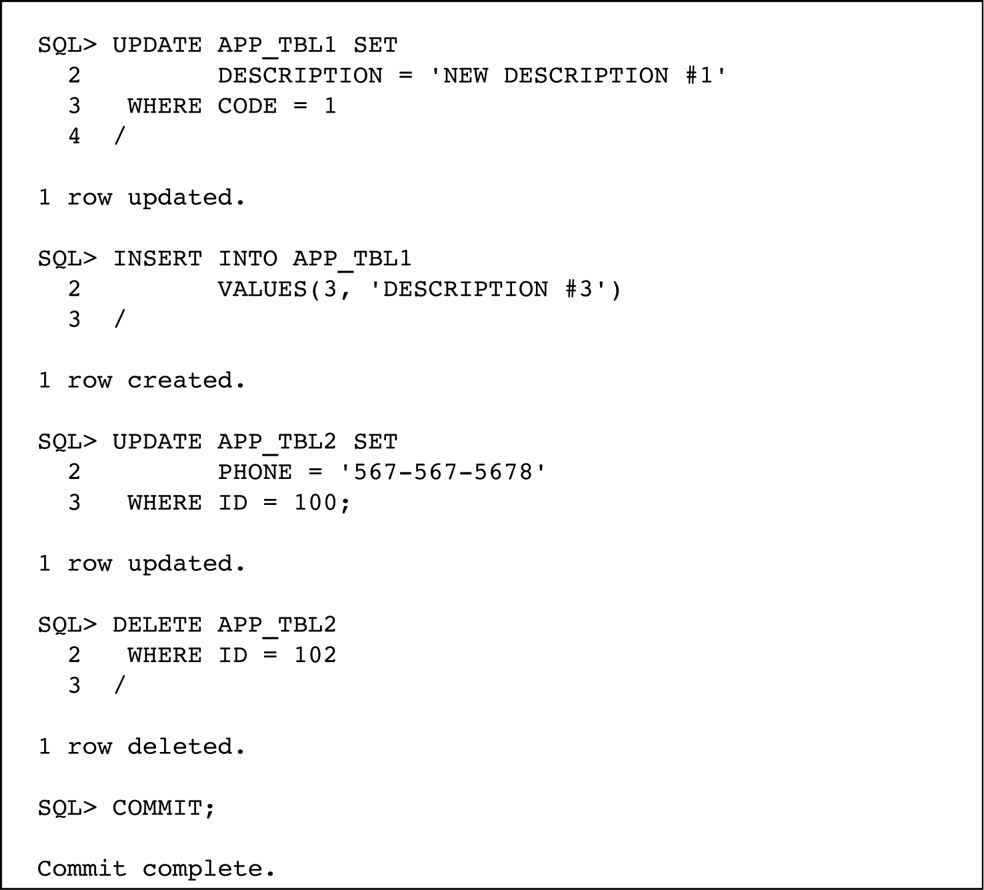 SQL> UPDATE APP_TBL1 SET
  2         DESCRIPTION = 'NEW DESCRIPTION #1'
  3   WHERE CODE = 1
  4  /
1 row updated.
SQL> INSERT INTO APP_TBL1
  2         VALUES(3, 'DESCRIPTION #3')
  3  /
1 row created.
SQL> UPDATE APP_TBL2 SET
  2         PHONE = '567-567-5678'
  3   WHERE ID = 100;
1 row updated.
SQL> DELETE APP_TBL2
  2   WHERE ID = 102
  3  /
1 row deleted.
SQL> COMMIT;
Commit complete.